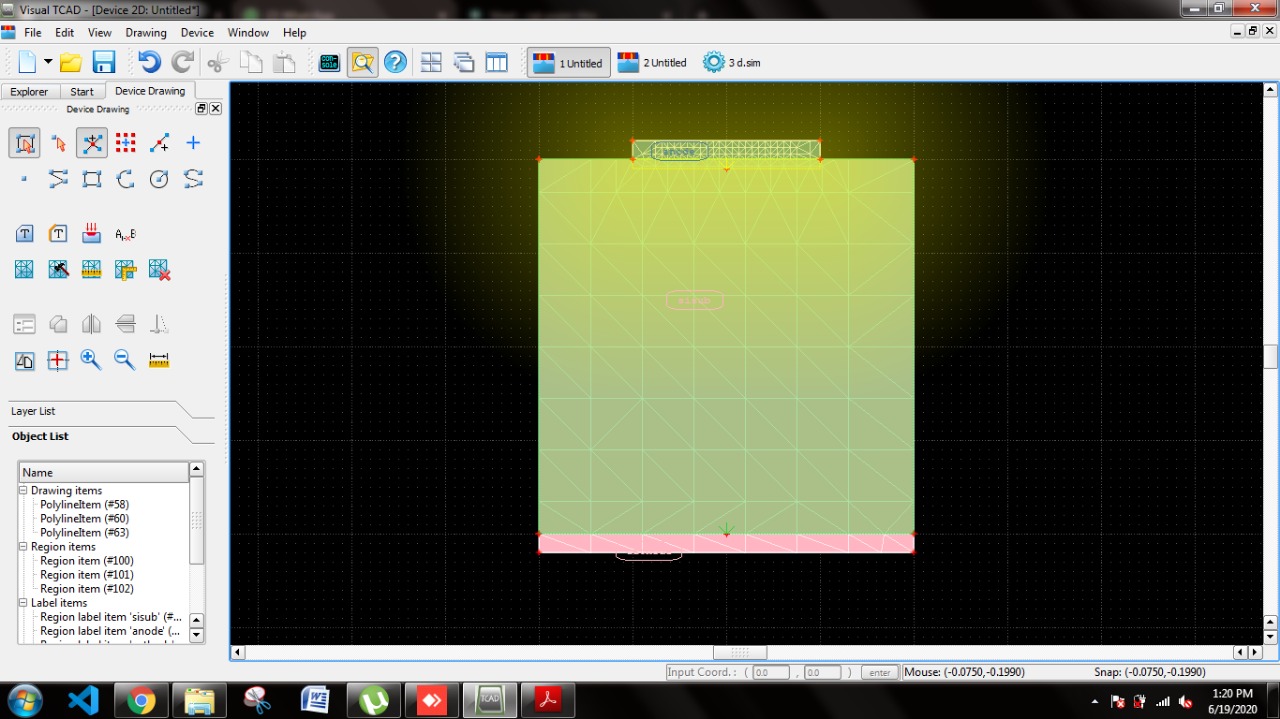 Visual TCAD - [Device 2D: Untitled*]
File Edit View Drawing Device Window Help
con-sole
1 Untitled
2 Untitled
3 d.sim
Explorer Start Device Drawing
Device Drawing
T T
A B
Layer List
Object List
Name
Drawing items
PolylineItem (#58)
PolylineItem (#60)
PolylineItem (#63)
Region items
Region item (#100)
Region item (#101)
Region item (#102)
Label items
Region label item 'sisub' (#...
Region label item 'anode' (...
anode
Input Coord.: ( 0.0 , 0.0 ) enter Mouse: (-0.0750,-0.1990) Snap: (-0.0750,-0.1990)
TCAD
1:20 PM
6/19/2020